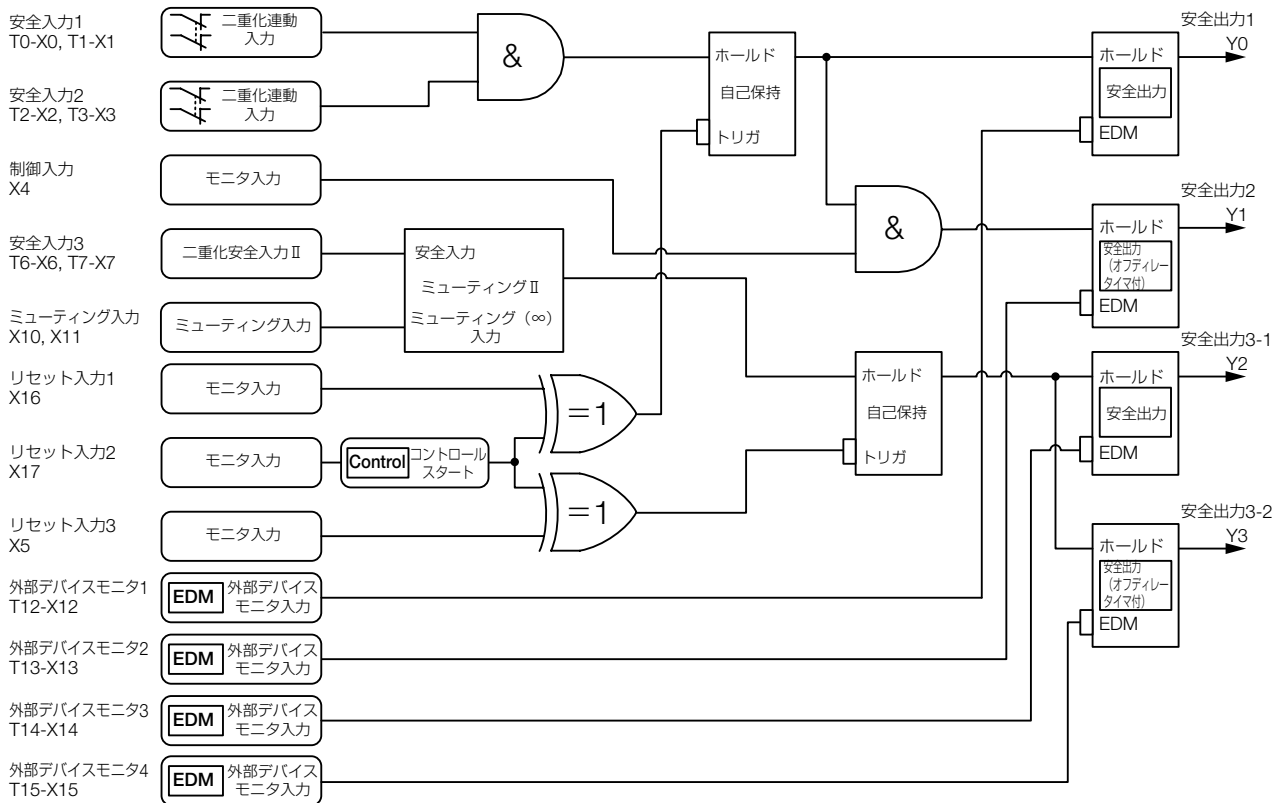 安全入力1
T0-X0, T1-X1
二重化連動
入力
安全入力2
T2-X2, T3-X3
二重化連動
入力
制御入力
X4
モニタ入力
安全入力3
T6-X6, T7-X7
二重化安全入力Ⅱ
ミューティング入力
X10, X11
ミューティング入力
リセット入力1
X16
モニタ入力
リセット入力2
X17
モニタ入力
Control
コントロール
スタート
リセット入力3
X5
モニタ入力
外部デバイスモニタ1
T12-X12
EDM
外部デバイス
モニタ入力
外部デバイスモニタ2
T13-X13
EDM
外部デバイス
モニタ入力
外部デバイスモニタ3
T14-X14
EDM
外部デバイス
モニタ入力
外部デバイスモニタ4
T15-X15
EDM
外部デバイス
モニタ入力
&
安全入力
ミューティングⅡ
ミューティング（∞）
入力
=1
=1
ホールド
自己保持
トリガ
&
ホールド
自己保持
トリガ
安全出力1
Y0
ホールド
安全出力
EDM
安全出力2
Y1
ホールド
安全出力
（オフディレー
タイマ付）
EDM
安全出力3-1
Y2
ホールド
安全出力
EDM
安全出力3-2
Y3
ホールド
安全出力
（オフディレー
タイマ付）
EDM